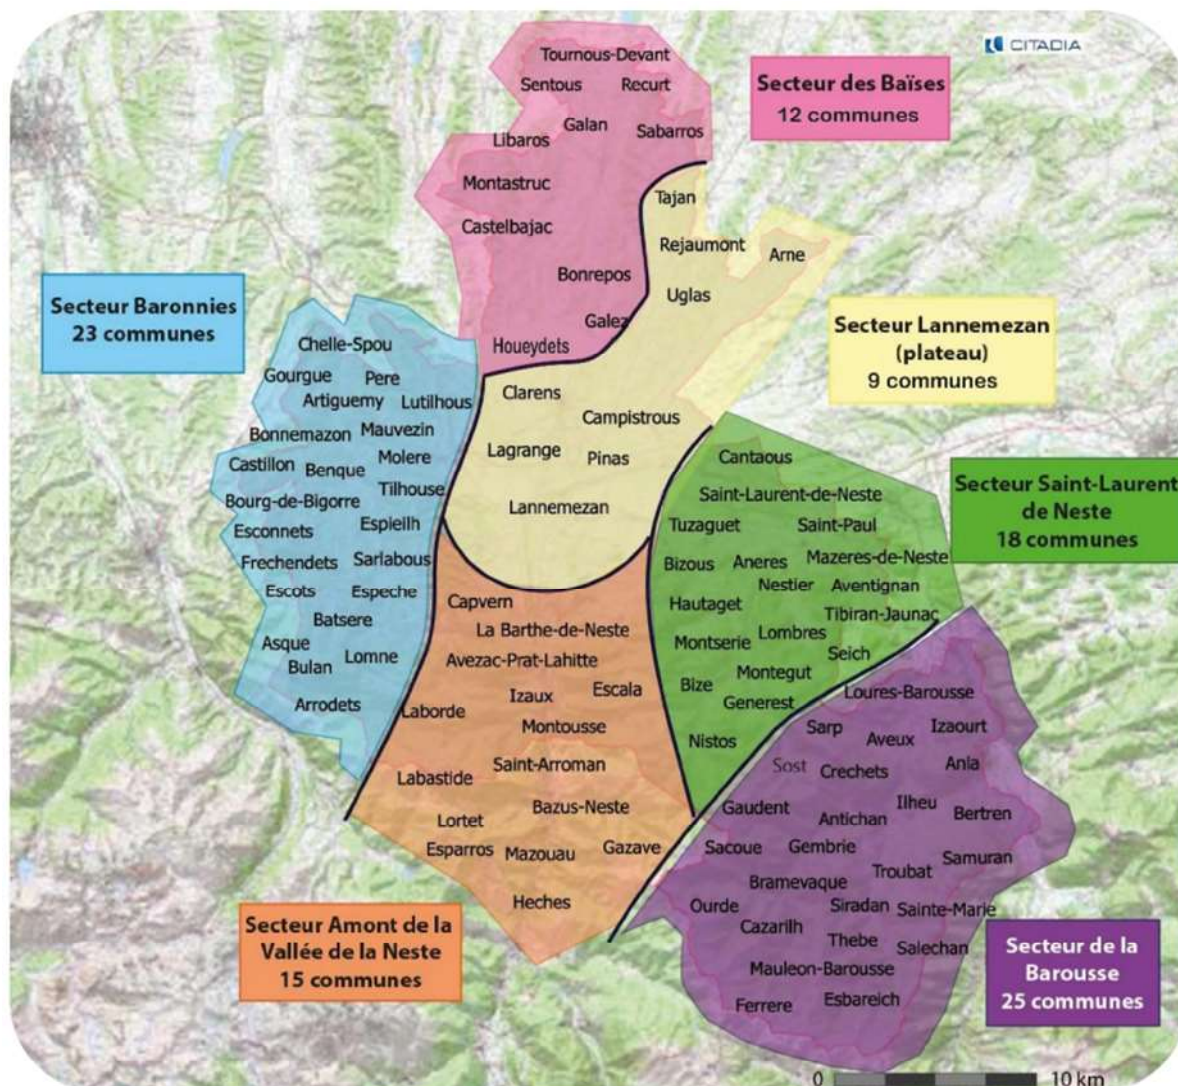 CITADIA
Secteur des Baïses
12 communes
Tournous-Devant
Sentous
Recurt
Galan
Libaros
Sabarros
Montastruc
Castelbajac
Bonrepos
Galez
Houeydets
Tajan
Rejaumont
Arne
Uglas
Secteur Lannemezan
(plateau)
9 communes
Clarens
Campistrous
Lagrange
Pinas
Lannemezan
Secteur Baronnies
23 communes
Chelle-Spou
Gourgue
Pere
Artiguemy
Lutilhous
Bonnemazon
Mauvezin
Castillon
Benque
Molere
Tilhouse
Bourg-de-Bigorre
Esconnets
Espieilh
Frechendets
Sarlabous
Escots
Espeche
Batsere
Asque
Bulan
Lomne
Arrodets
Secteur Saint-Laurent
de Neste
18 communes
Cantaous
Saint-Laurent-de-Neste
Tuzaguet
Saint-Paul
Bizous
Aneres
Mazeres-de-Neste
Nestier
Aventignan
Hautaget
Tibiran-Jaunac
Montserie
Lombres
Seich
Bize
Montegut
Generest
Nistos
Capvern
La Barthe-de-Neste
Avezac-Prat-Lahitte
Izaux
Escala
Laborde
Montousse
Saint-Arroman
Labastide
Bazus-Neste
Lortet
Esparros
Mazouau
Gazave
Heches
Secteur Amont de la
Vallée de la Neste
15 communes
Loures-Barousse
Sarp
Aveux
Izaourt
Sost
Crechets
Anla
Gaudent
Antichan
Ilheu
Bertren
Sacoue
Gembrie
Troubat
Samuran
Bramevaque
Ourde
Siradan
Sainte-Marie
Cazarilh
Thebe
Salechan
Mauleon-Barousse
Ferrere
Esbareich
Secteur de la
Barousse
25 communes
0
10 km